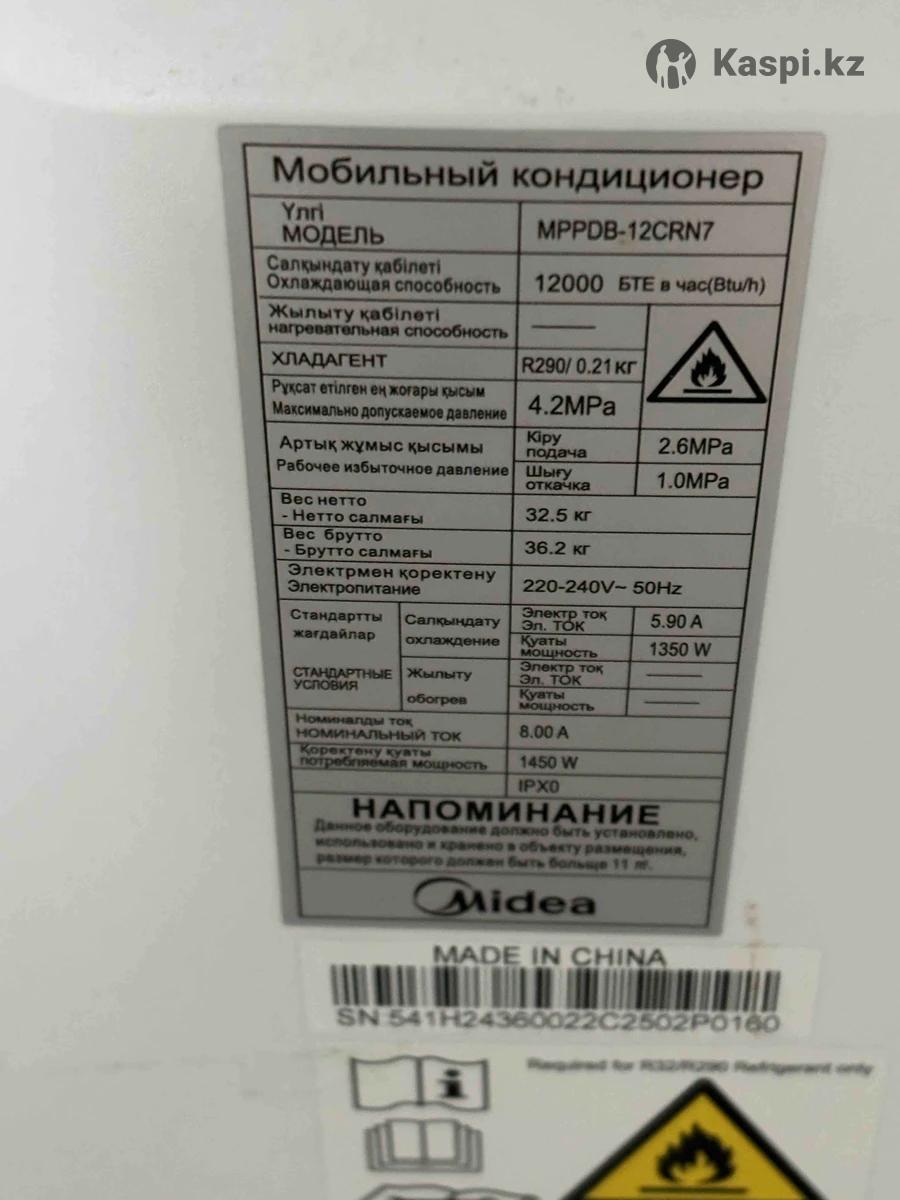 Kaspi.kz
Мобильный кондиционер
Үлгі
МОДЕЛЬ
MPPDB-12CRN7
Салқындату қабілеті
Охлаждающая способность
12000 БТЕ в час(Btu/h)
Жылыту қабілеті
нагревательная способность
ХЛАДАГЕНТ
R290/ 0.21кг
Рұқсат етілген ең жоғары қысым
Максимально допускаемое давление
4.2MPa
Артық жұмыс қысымы
Рабочее избыточное давление
Кіру
подача
2.6MPa
Шығу
откачка
1.0MPa
Вес нетто
- Нетто салмағы
32.5 кг
Вес брутто
- Брутто салмағы
36.2 кг
Электрмен қоректену
Электропитание
220-240V~ 50Hz
Стандартты
жағдайлар
СТАНДАРТНЫЕ
УСЛОВИЯ
Салқындату
охлаждение
Электр тоқ
Эл. ТОК
5.90 A
Қуаты
мощность
1350 W
Жылыту
обогрев
Электр тоқ
Эл. ТОК
Қуаты
мощность
Номиналды тоқ
НОМИНАЛЬНЫЙ ТОК
8.00 A
Қоректену қуаты
потребляемая мощность
1450 W
IPX0
НАПОМИНАНИЕ
Данное оборудование должно быть установлено,
использовано и хранено в объекту размещения,
размер которого должен быть больше 11 m².
Midea
MADE IN CHINA
SN 541H24360022C2502P0160
Required for R32/R290 Refrigerant only